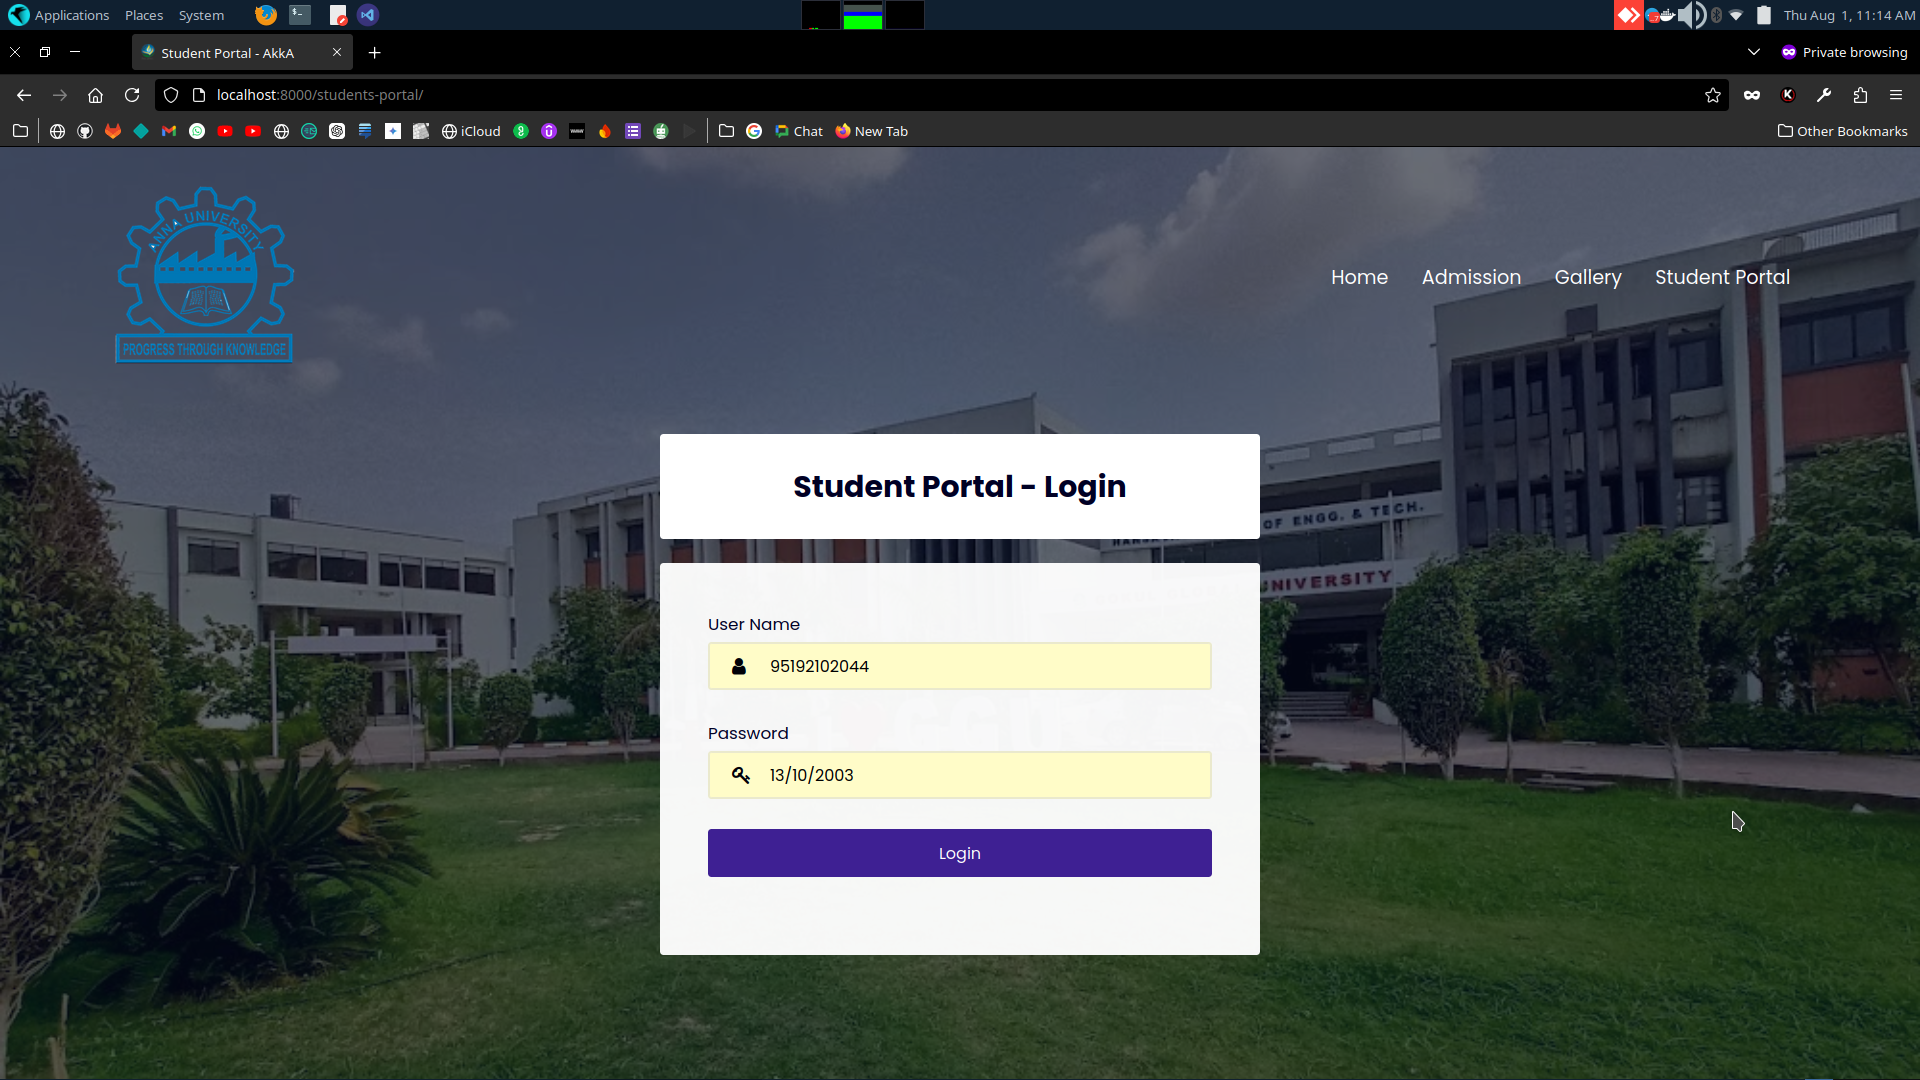 Applications Places System
Thu Aug 1, 11:14 AM
Student Portal - AkkA
Private browsing
localhost:8000/students-portal/
iCloud
Chat
New Tab
Other Bookmarks
ANNA UNIVERSITY
PROGRESS THROUGH KNOWLEDGE
Home Admission Gallery Student Portal
Student Portal - Login
OF ENGG. & TECH.
UNIVERSITY
User Name
95192102044
Password
13/10/2003
Login